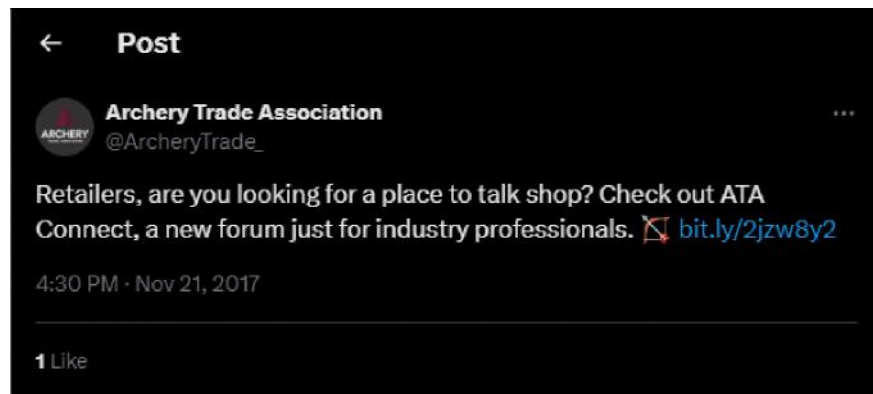 ← Post
ARCHERY
Archery Trade Association
@ArcheryTrade_
Retailers, are you looking for a place to talk shop? Check out ATA
Connect, a new forum just for industry professionals. 🏹 bit.ly/2jzw8y2
4:30 PM · Nov 21, 2017
1 Like